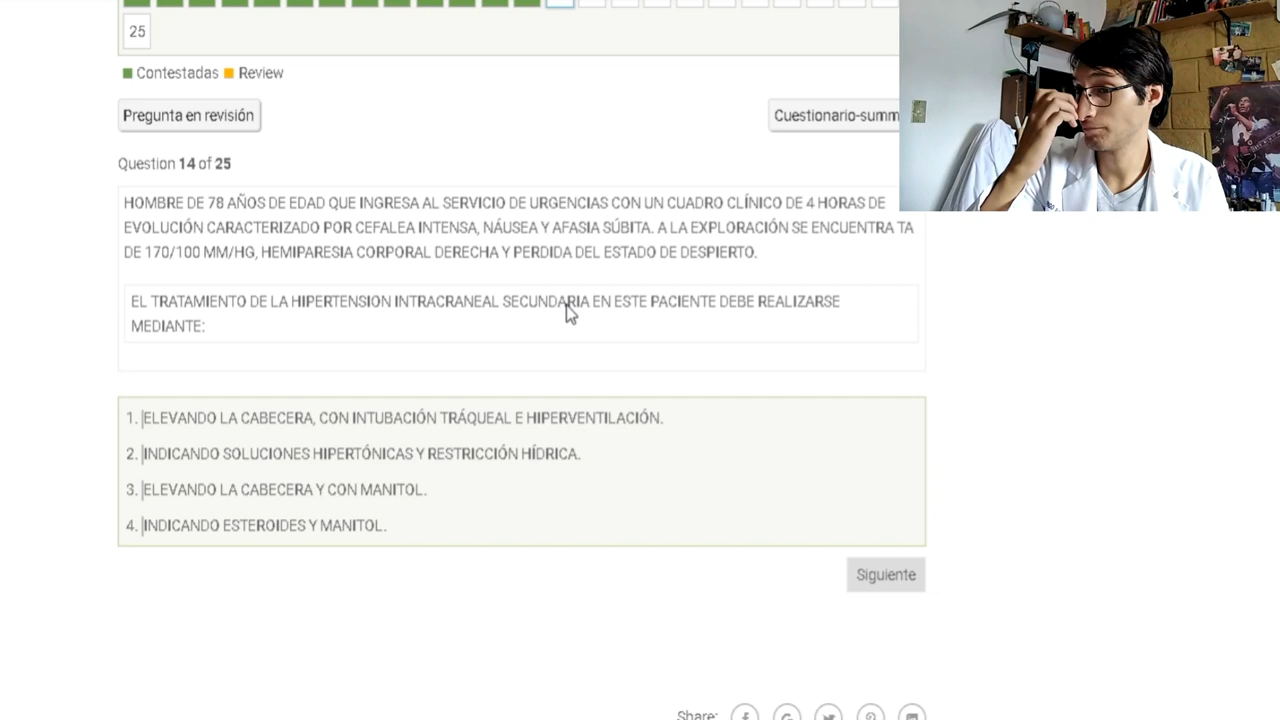 25
Contestadas Review
Pregunta en revisión
Cuestionario-summ
Question 14 of 25
HOMBRE DE 78 AÑOS DE EDAD QUE INGRESA AL SERVICIO DE URGENCIAS CON UN CUADRO CLÍNICO DE 4 HORAS DE
EVOLUCIÓN CARACTERIZADO POR CEFALEA INTENSA, NÁUSEA Y AFASIA SÚBITA. A LA EXPLORACIÓN SE ENCUENTRA TA
DE 170/100 MM/HG, HEMIPARESIA CORPORAL DERECHA Y PERDIDA DEL ESTADO DE DESPIERTO.
EL TRATAMIENTO DE LA HIPERTENSION INTRACRANEAL SECUNDARIA EN ESTE PACIENTE DEBE REALIZARSE
MEDIANTE:
1. ELEVANDO LA CABECERA, CON INTUBACIÓN TRÁQUEAL E HIPERVENTILACIÓN.
2. INDICANDO SOLUCIONES HIPERTÓNICAS Y RESTRICCIÓN HÍDRICA.
3. ELEVANDO LA CABECERA Y CON MANITOL.
4. INDICANDO ESTEROIDES Y MANITOL.
Siguiente
Share: